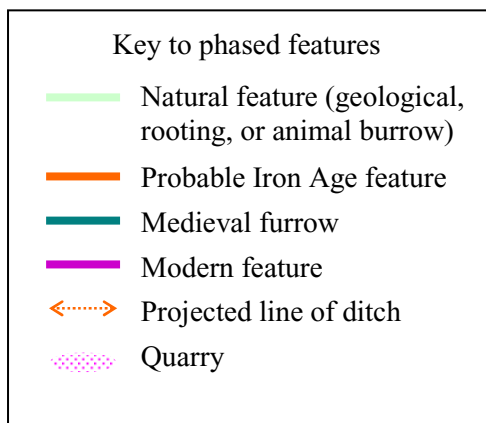 Key to phased features
Natural feature (geological,
rooting, or animal burrow)
Probable Iron Age feature
Medieval furrow
Modern feature
Projected line of ditch
Quarry